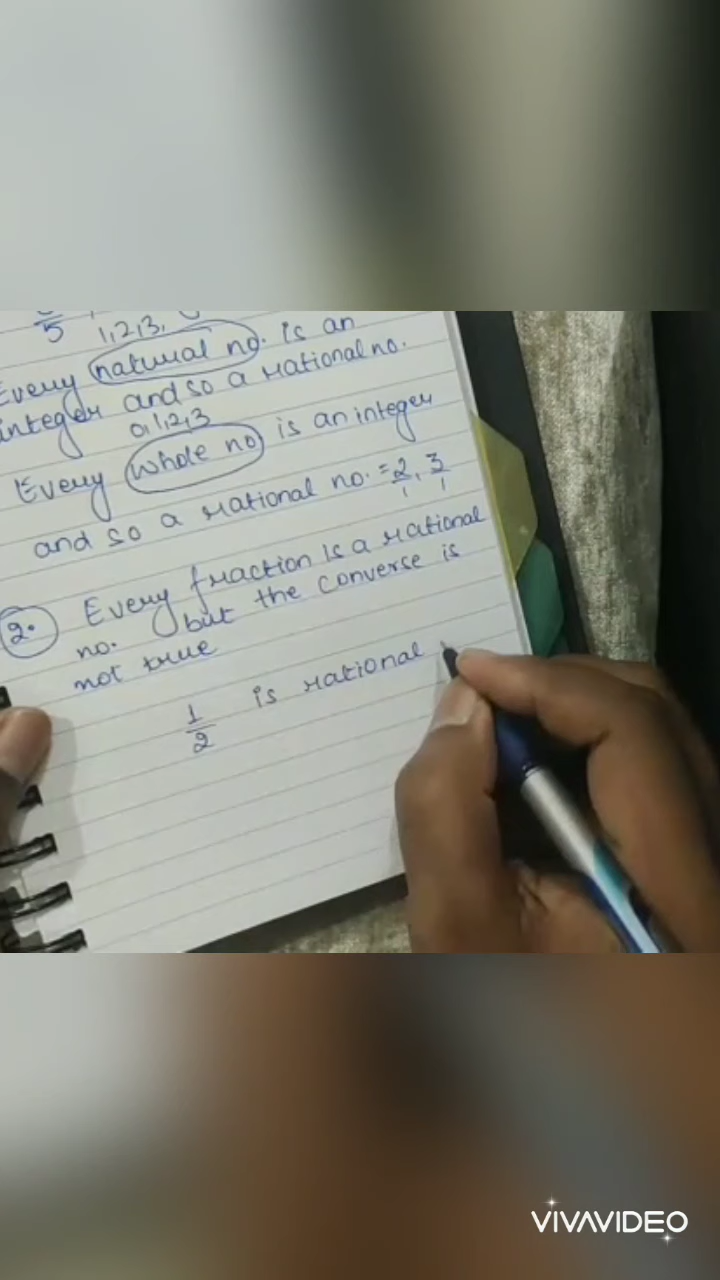 5 1,2,3,
Every natural no. is an
integer and so a rational no.
0,1,2,3
Every whole no is an integer
and so a rational no. = 2/1, 3/1
2. Every fraction is a rational
no. but the converse is
not true
1/2 is rational
VIVAVIDEO